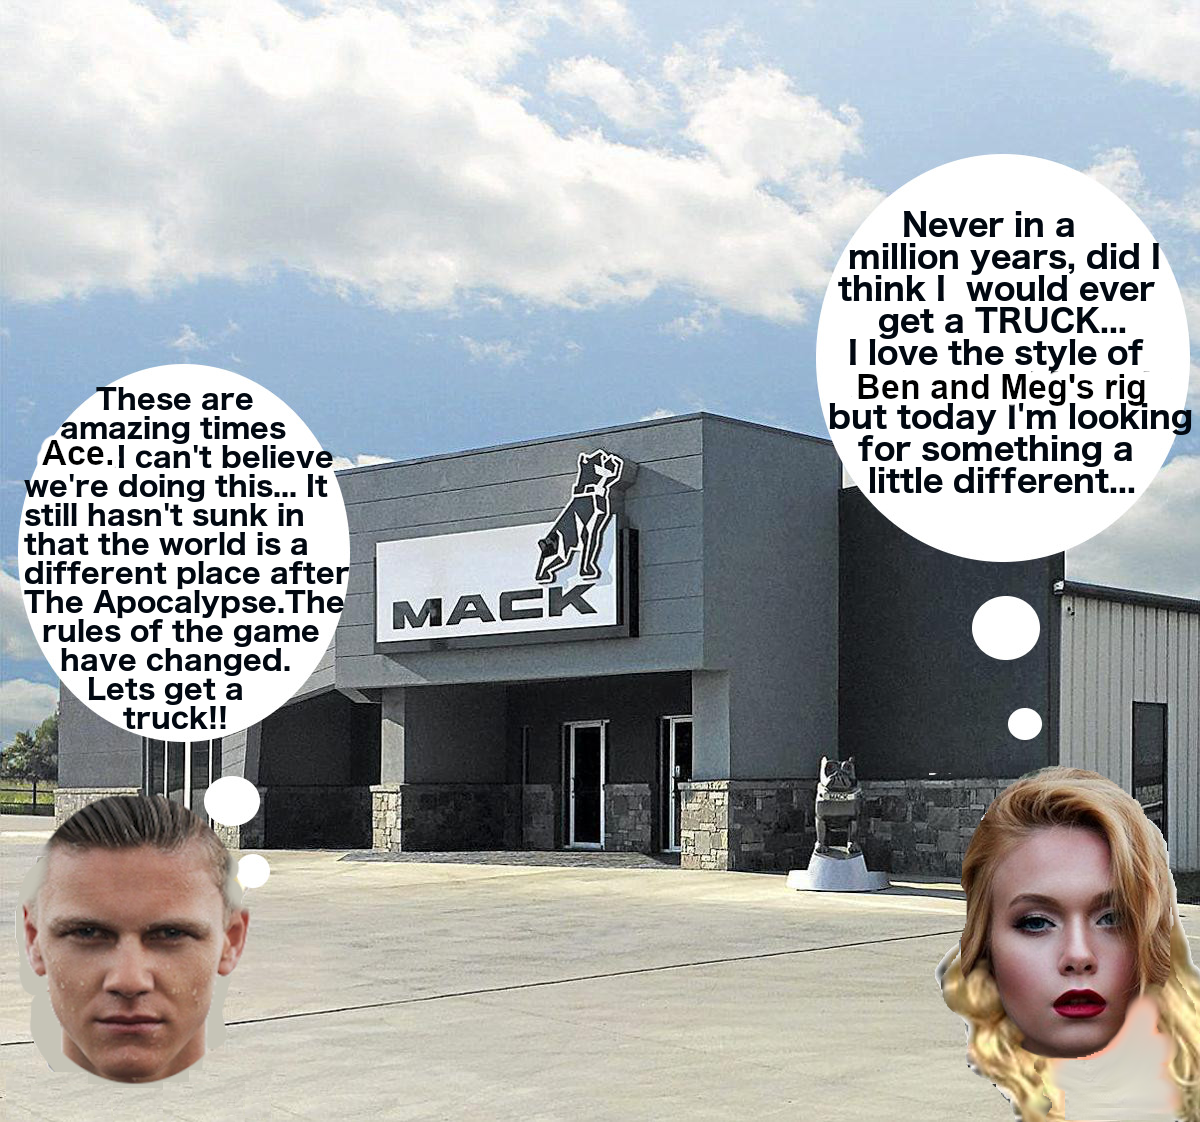 These are
amazing times
Ace. I can't believe
we're doing this... It
still hasn't sunk in
that the world is a
different place after
The Apocalypse.The
rules of the game
have changed.
Lets get a
truck!!
Never in a
million years, did I
think I would ever
get a TRUCK...
I love the style of
Ben and Meg's rig
but today I'm looking
for something a
little different...
MACK